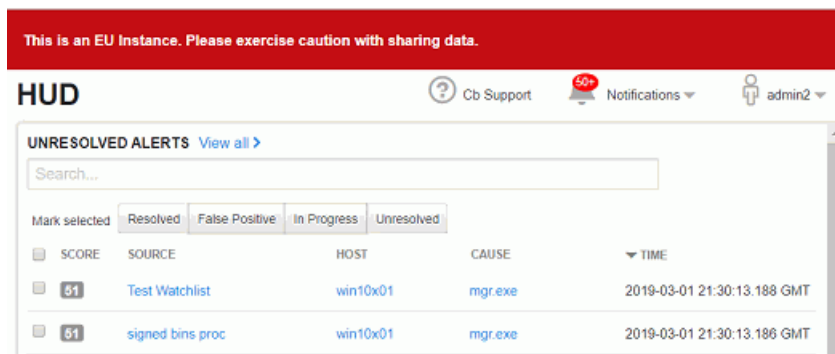 This is an EU Instance. Please exercise caution with sharing data.
HUD Cb Support 50+ Notifications admin2
UNRESOLVED ALERTS View all >
Search...
Mark selected Resolved False Positive In Progress Unresolved
SCORE SOURCE HOST CAUSE TIME
51 Test Watchlist win10x01 mgr.exe 2019-03-01 21:30:13.188 GMT
51 signed bins proc win10x01 mgr.exe 2019-03-01 21:30:13.186 GMT